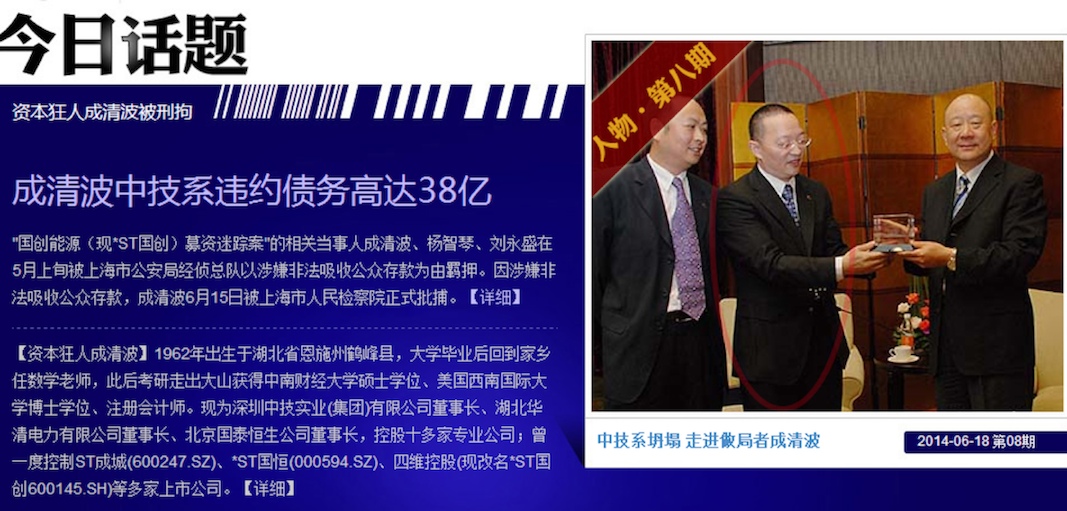 今日话题
资本狂人成清波被刑拘
成清波中技系违约债务高达38亿
"国创能源（现*ST国创）募资迷踪案"的相关当事人成清波、杨智琴、刘永盛在
5月上旬被上海市公安局经侦总队以涉嫌非法吸收公众存款为由羁押。因涉嫌非
法吸收公众存款，成清波6月15日被上海市人民检察院正式批捕。【详细】
【资本狂人成清波】1962年出生于湖北省恩施州鹤峰县，大学毕业后回到家乡
任数学老师，此后考研走出大山获得中南财经大学硕士学位、美国西南国际大
学博士学位、注册会计师。现为深圳中技实业(集团)有限公司董事长、湖北华
清电力有限公司董事长、北京国泰恒生公司董事长，控股十多家专业公司；曾
一度控制ST成城(600247.SZ)、*ST国恒(000594.SZ)、四维控股(现改名*ST国
创600145.SH)等多家上市公司。【详细】
人物·第八期
中技系坍塌 走进做局者成清波
2014-06-18 第08期